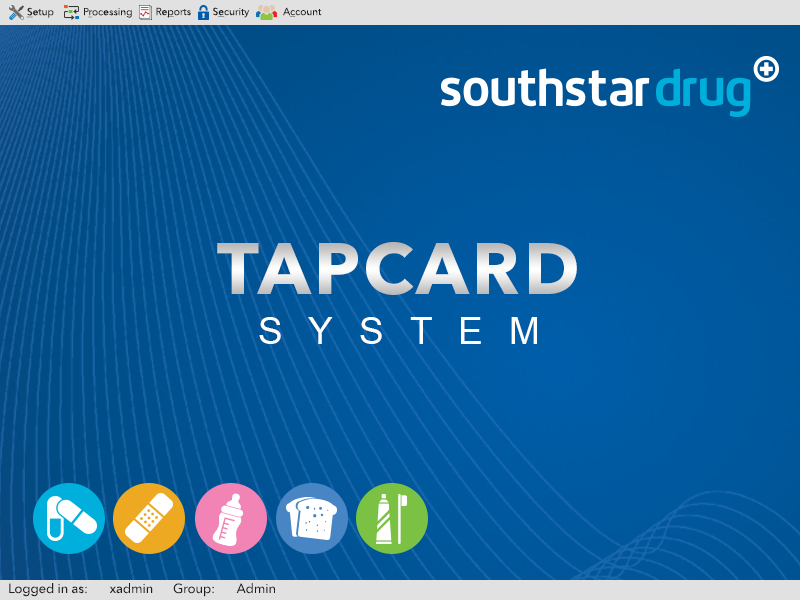 Setup Processing Reports Security Account
southstar drug
TAPCARD
SYSTEM
Logged in as: xadmin Group: Admin